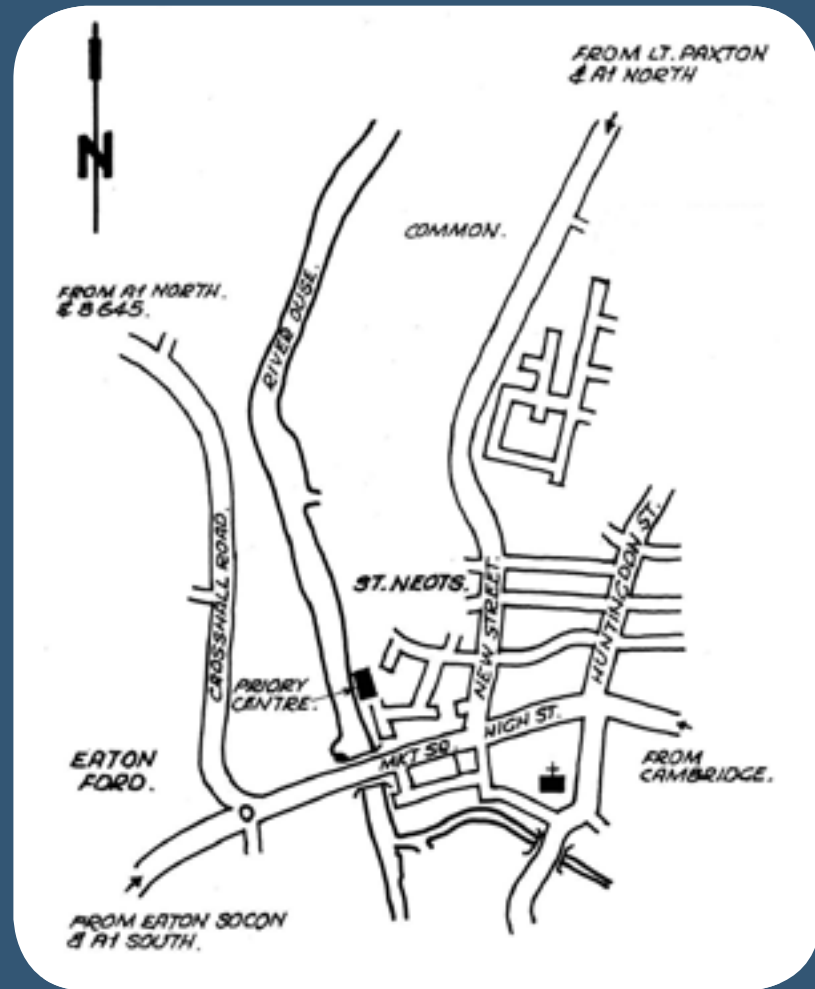 FROM LT. PAXTON
& A1 NORTH
N
COMMON.
FROM A1 NORTH.
& B645.
RIVER OUSE.
CROSSHALL ROAD.
ST. NEOTS.
NEW STREET.
HUNTINGDON ST.
PRIORY
CENTRE.
HIGH ST.
MKT SQ.
EATON
FORD.
FROM
CAMBRIDGE.
FROM EATON SOCON
& A1 SOUTH.